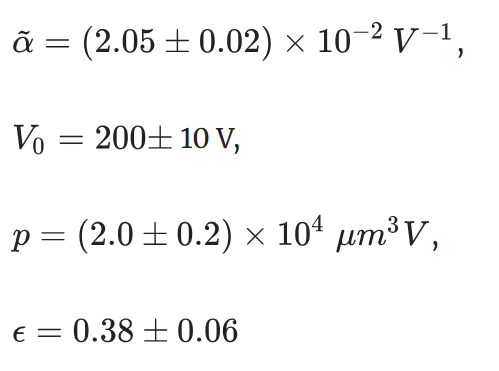 α̃ = (2.05 ± 0.02) × 10⁻² V⁻¹,
V₀ = 200± 10 V,
p = (2.0 ± 0.2) × 10⁴ μm³V,
ϵ = 0.38 ± 0.06